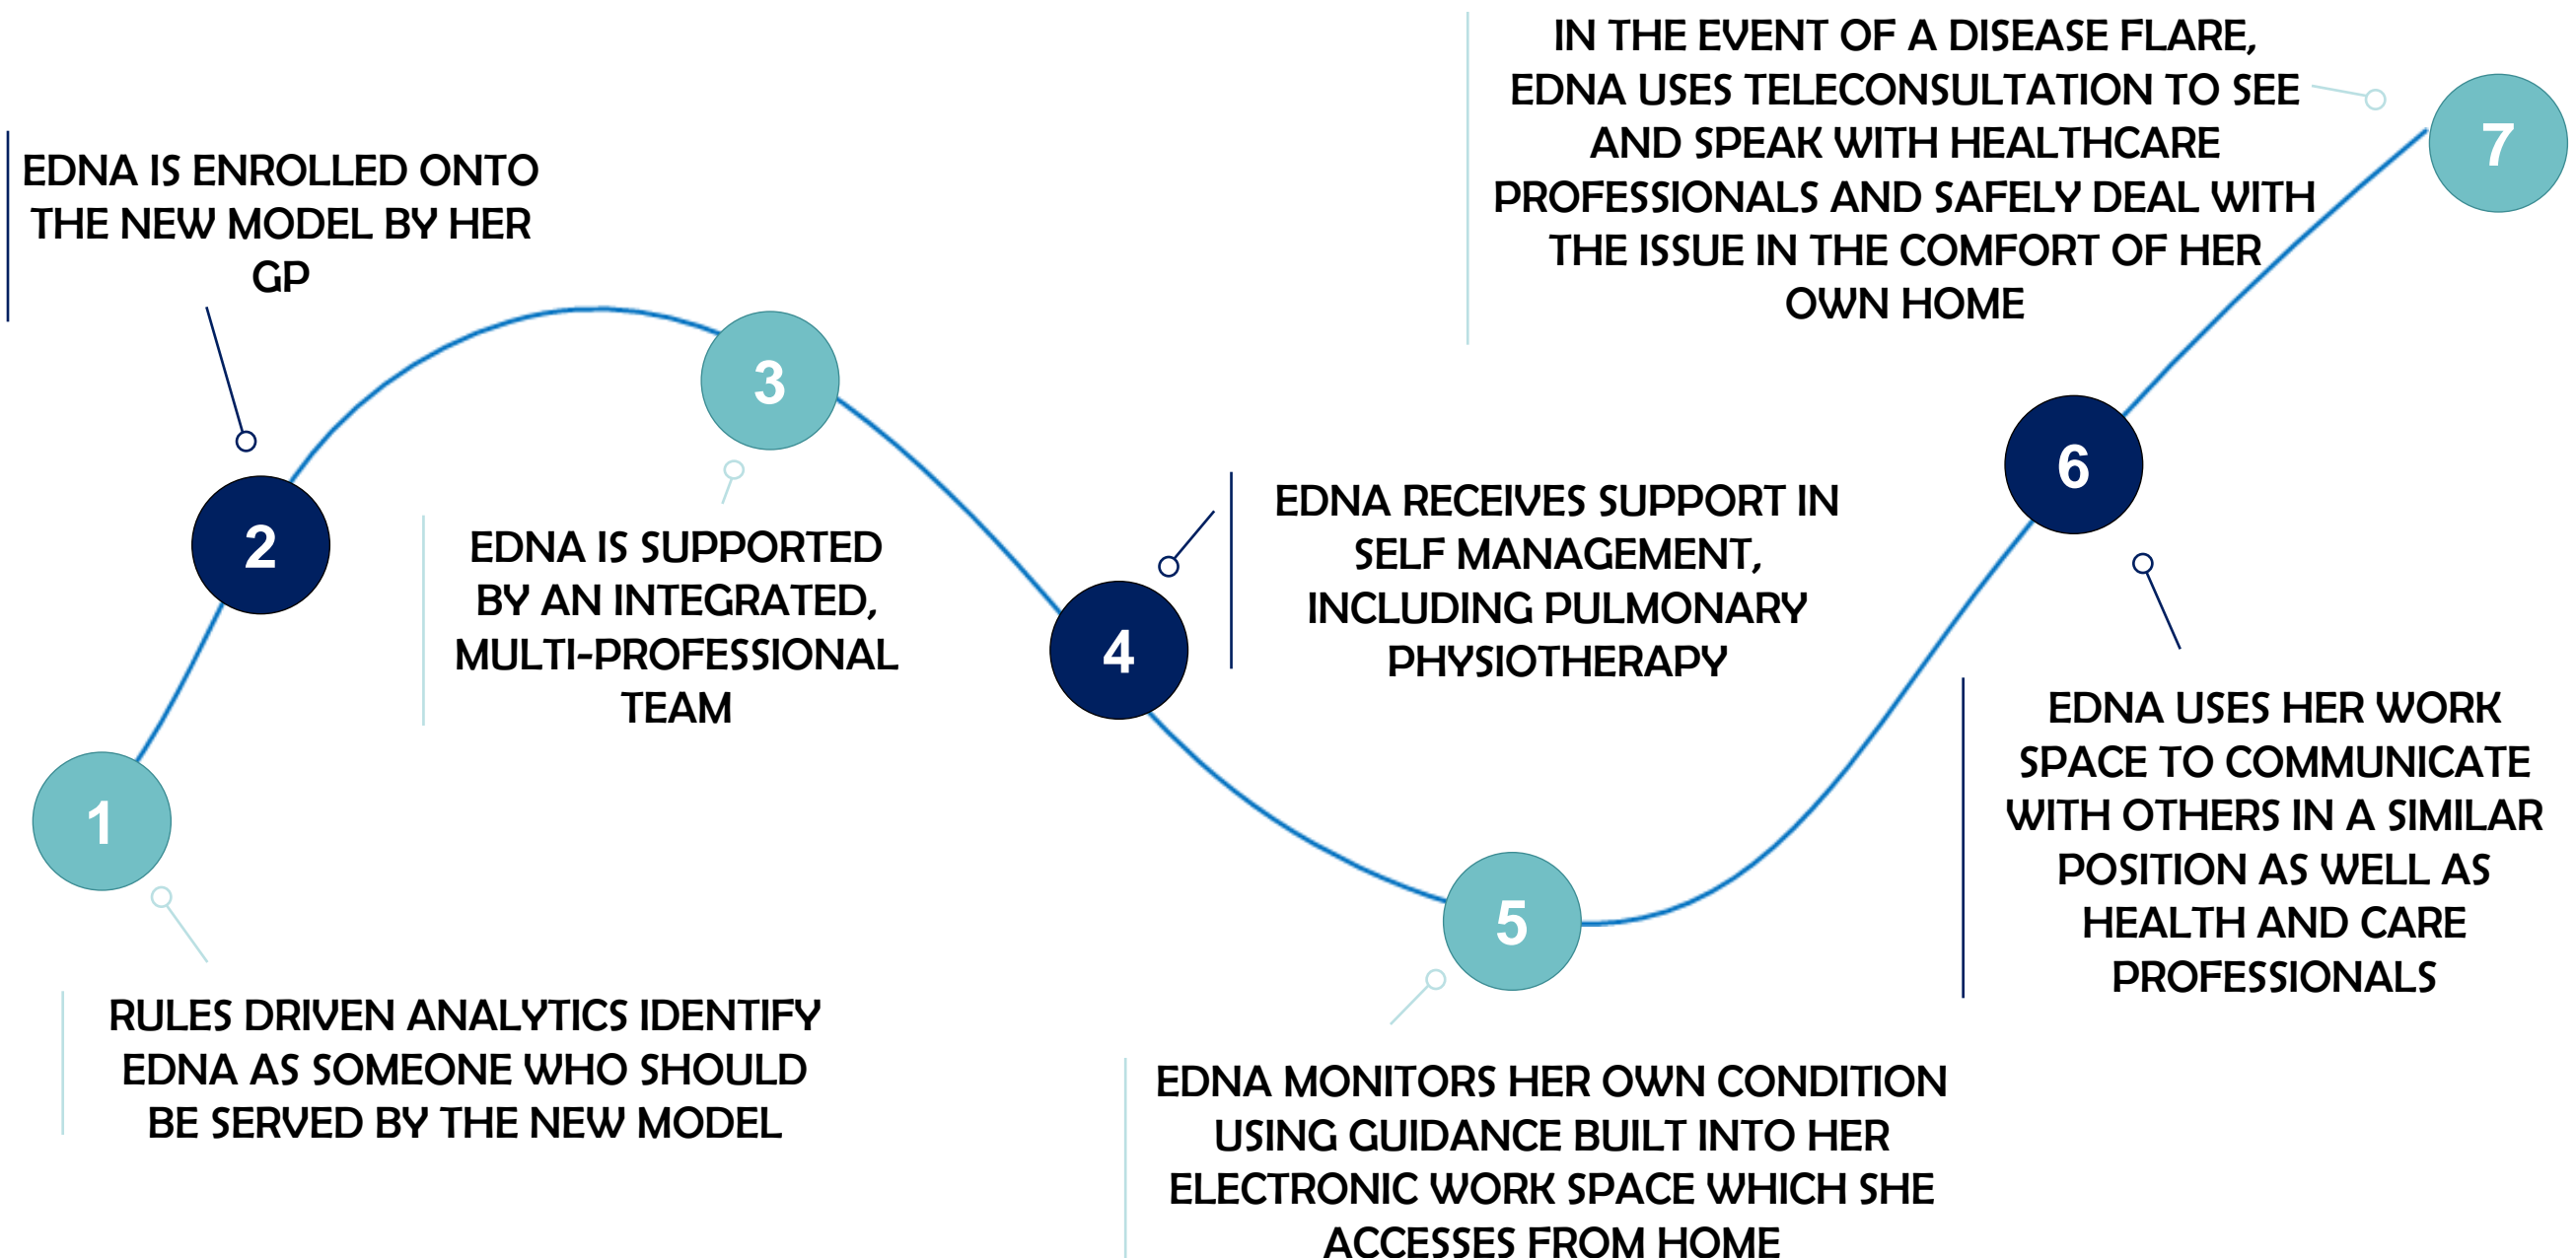 1
RULES DRIVEN ANALYTICS IDENTIFY
EDNA AS SOMEONE WHO SHOULD
BE SERVED BY THE NEW MODEL
2
EDNA IS ENROLLED ONTO
THE NEW MODEL BY HER
GP
3
EDNA IS SUPPORTED
BY AN INTEGRATED,
MULTI-PROFESSIONAL
TEAM
4
EDNA RECEIVES SUPPORT IN
SELF MANAGEMENT,
INCLUDING PULMONARY
PHYSIOTHERAPY
5
EDNA MONITORS HER OWN CONDITION
USING GUIDANCE BUILT INTO HER
ELECTRONIC WORK SPACE WHICH SHE
ACCESSES FROM HOME
6
EDNA USES HER WORK
SPACE TO COMMUNICATE
WITH OTHERS IN A SIMILAR
POSITION AS WELL AS
HEALTH AND CARE
PROFESSIONALS
7
IN THE EVENT OF A DISEASE FLARE,
EDNA USES TELECONSULTATION TO SEE
AND SPEAK WITH HEALTHCARE
PROFESSIONALS AND SAFELY DEAL WITH
THE ISSUE IN THE COMFORT OF HER
OWN HOME